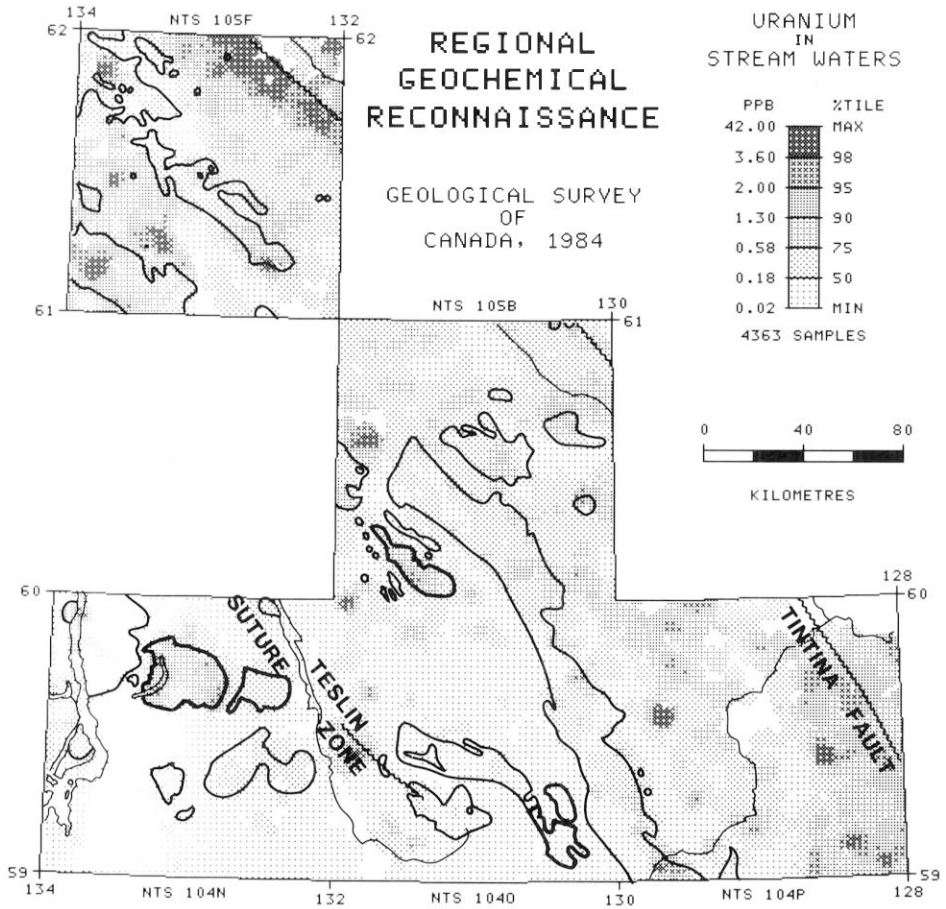 134
NTS 105F
132
62
62
REGIONAL
GEOCHEMICAL
RECONNAISSANCE
GEOLOGICAL SURVEY
OF
CANADA, 1984
URANIUM
IN
STREAM WATERS
PPB %TILE
42.00 MAX
3.60 98
2.00 95
1.30 90
0.58 75
0.18 50
0.02 MIN
4363 SAMPLES
61
NTS 105B
130
61
0 40 80
KILOMETRES
60
128
60
SUTURE
TESLIN
ZONE
TINTINA FAULT
59
59
134
NTS 104N
132
NTS 104O
130
NTS 104P
128